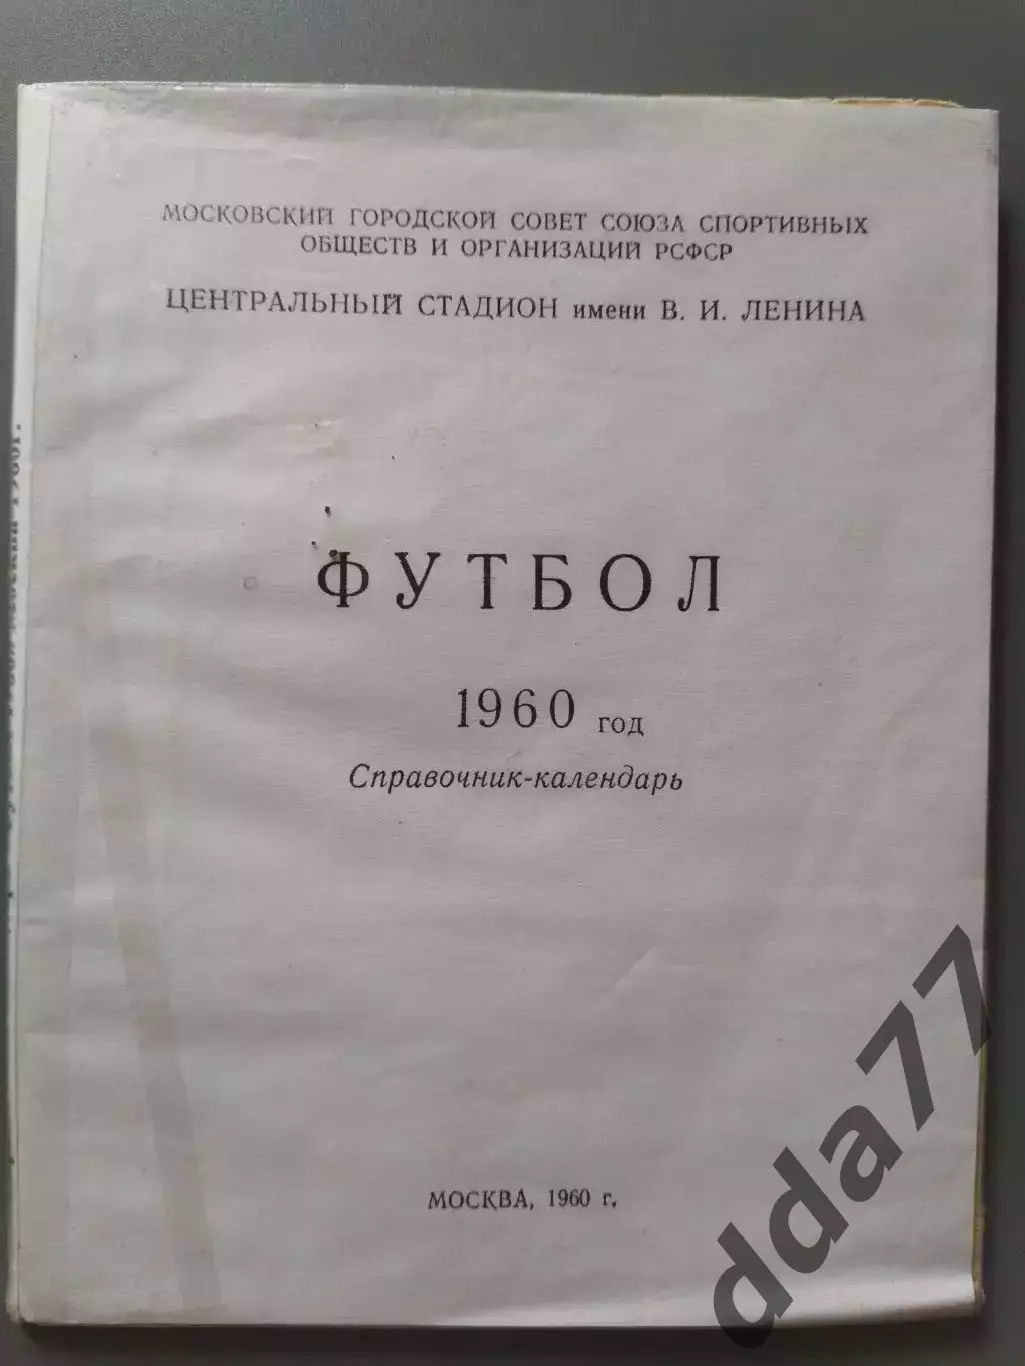 МОСКОВСКИЙ ГОРОДСКОЙ СОВЕТ СОЮЗА СПОРТИВНЫХ
ОБЩЕСТВ И ОРГАНИЗАЦИЙ РСФСР
ЦЕНТРАЛЬНЫЙ СТАДИОН имени В. И. ЛЕНИНА
ФУТБОЛ
1960 год
Справочник-календарь
МОСКВА, 1960 г.
dda77